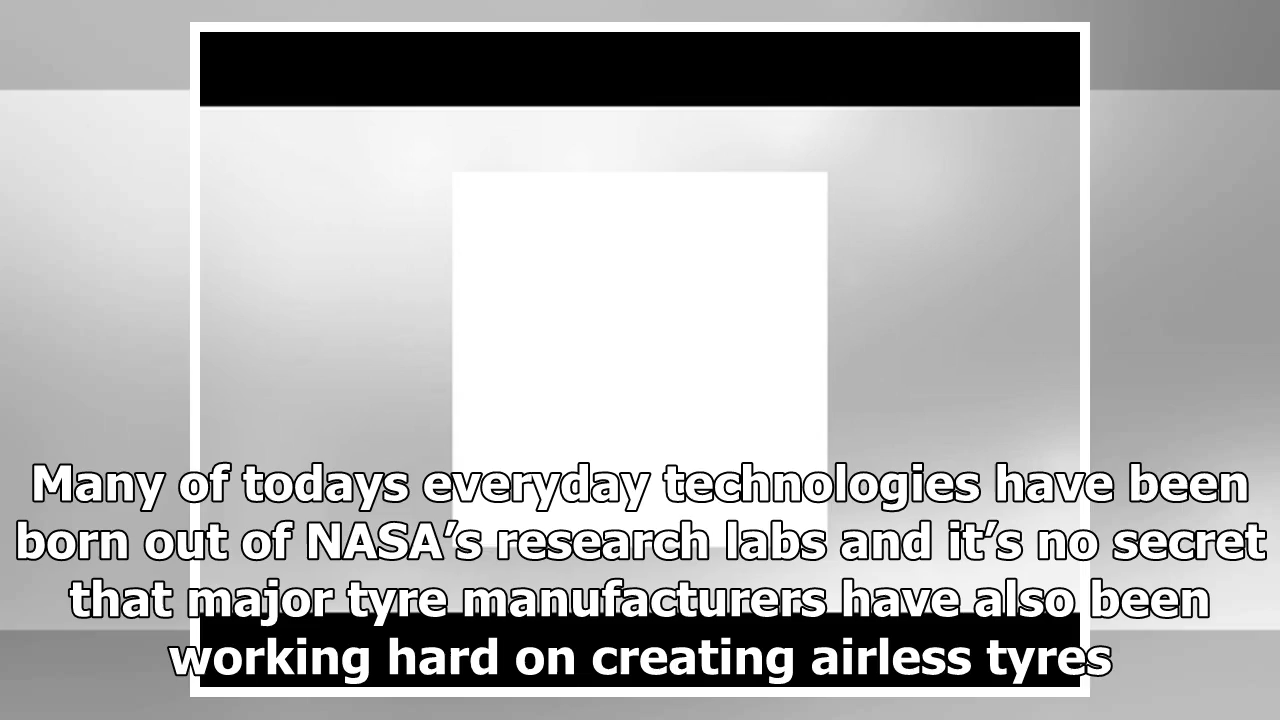 Many of todays everyday technologies have been
born out of NASA’s research labs and it’s no secret
that major tyre manufacturers have also been
working hard on creating airless tyres